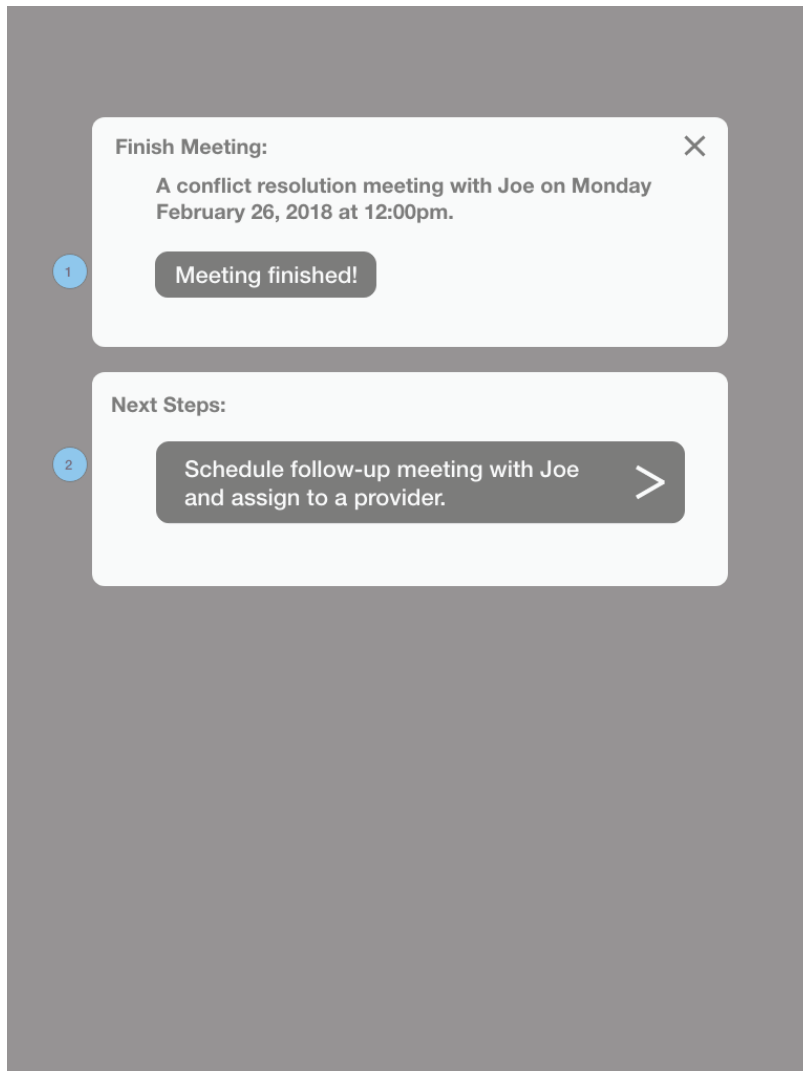 Finish Meeting:
A conflict resolution meeting with Joe on Monday
February 26, 2018 at 12:00pm.
1
Meeting finished!
Next Steps:
2
Schedule follow-up meeting with Joe
and assign to a provider.